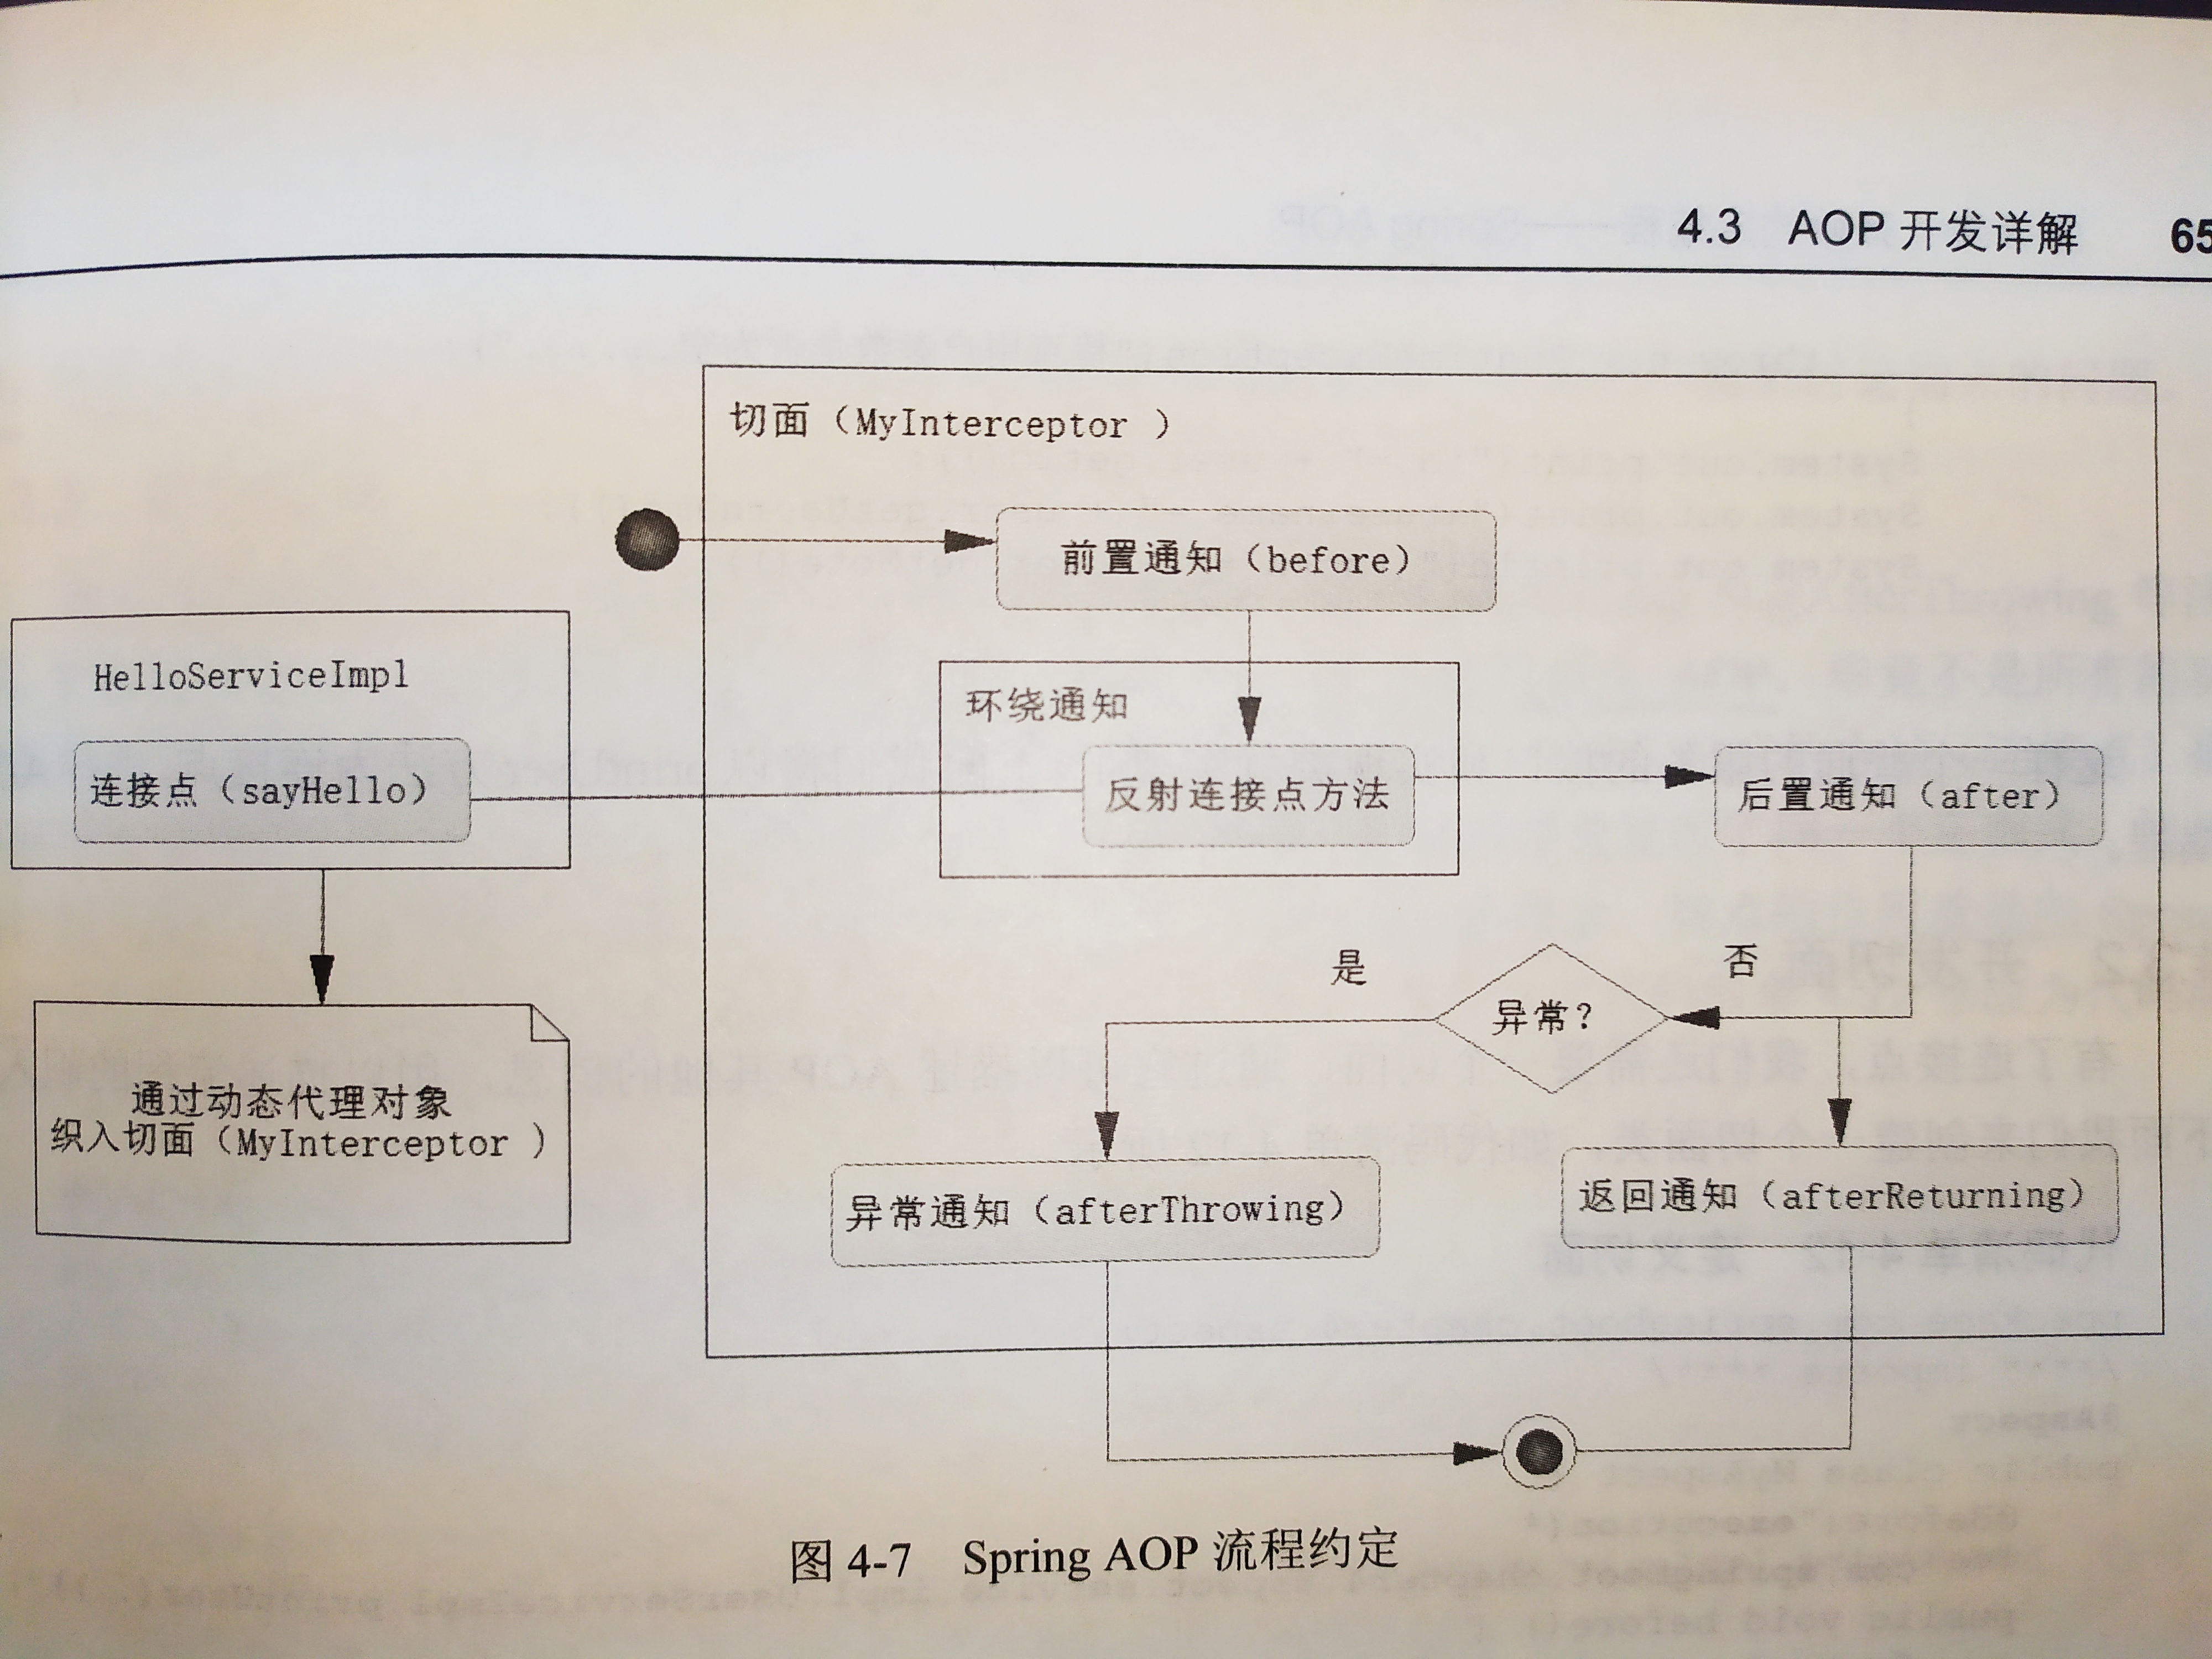 4.3 AOP 开发详解 65
切面（MyInterceptor ）
前置通知（before）
HelloServiceImpl
环绕通知
连接点（sayHello）
反射连接点方法
后置通知（after）
是
否
异常？
通过动态代理对象
织入切面（MyInterceptor ）
异常通知（afterThrowing）
返回通知（afterReturning）
图 4-7 Spring AOP 流程约定